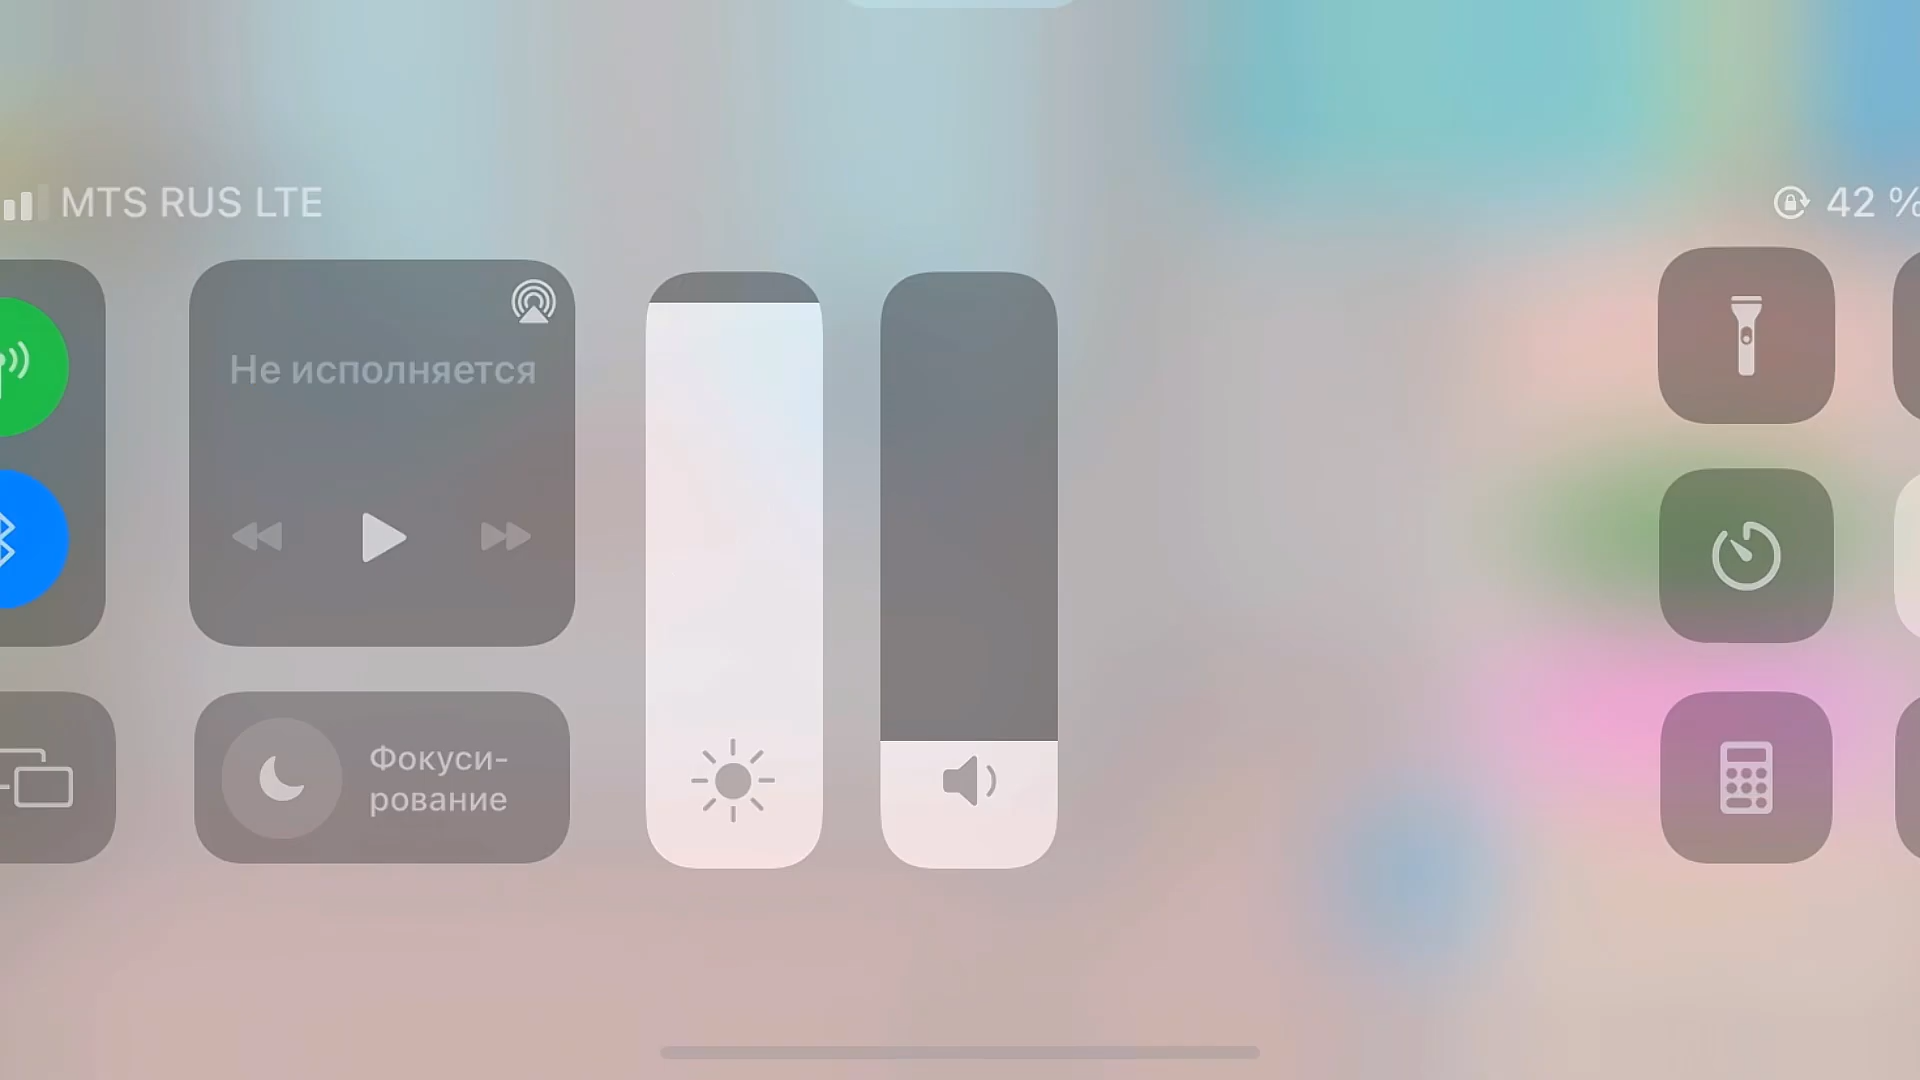 MTS RUS LTE
42 %
Не исполняется
Фокуси-
рование